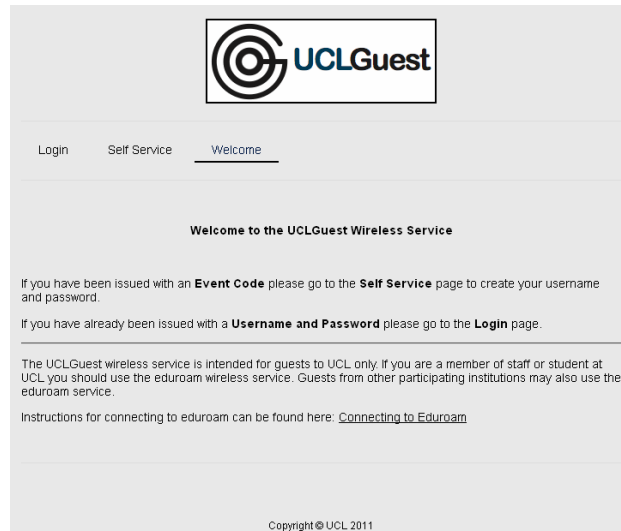 UCLGuest
Login Self Service Welcome
Welcome to the UCLGuest Wireless Service
If you have been issued with an Event Code please go to the Self Service page to create your username
and password.
If you have already been issued with a Username and Password please go to the Login page.
The UCLGuest wireless service is intended for guests to UCL only. If you are a member of staff or student at
UCL you should use the eduroam wireless service. Guests from other participating institutions may also use the
eduroam service.
Instructions for connecting to eduroam can be found here: Connecting to Eduroam
Copyright © UCL 2011